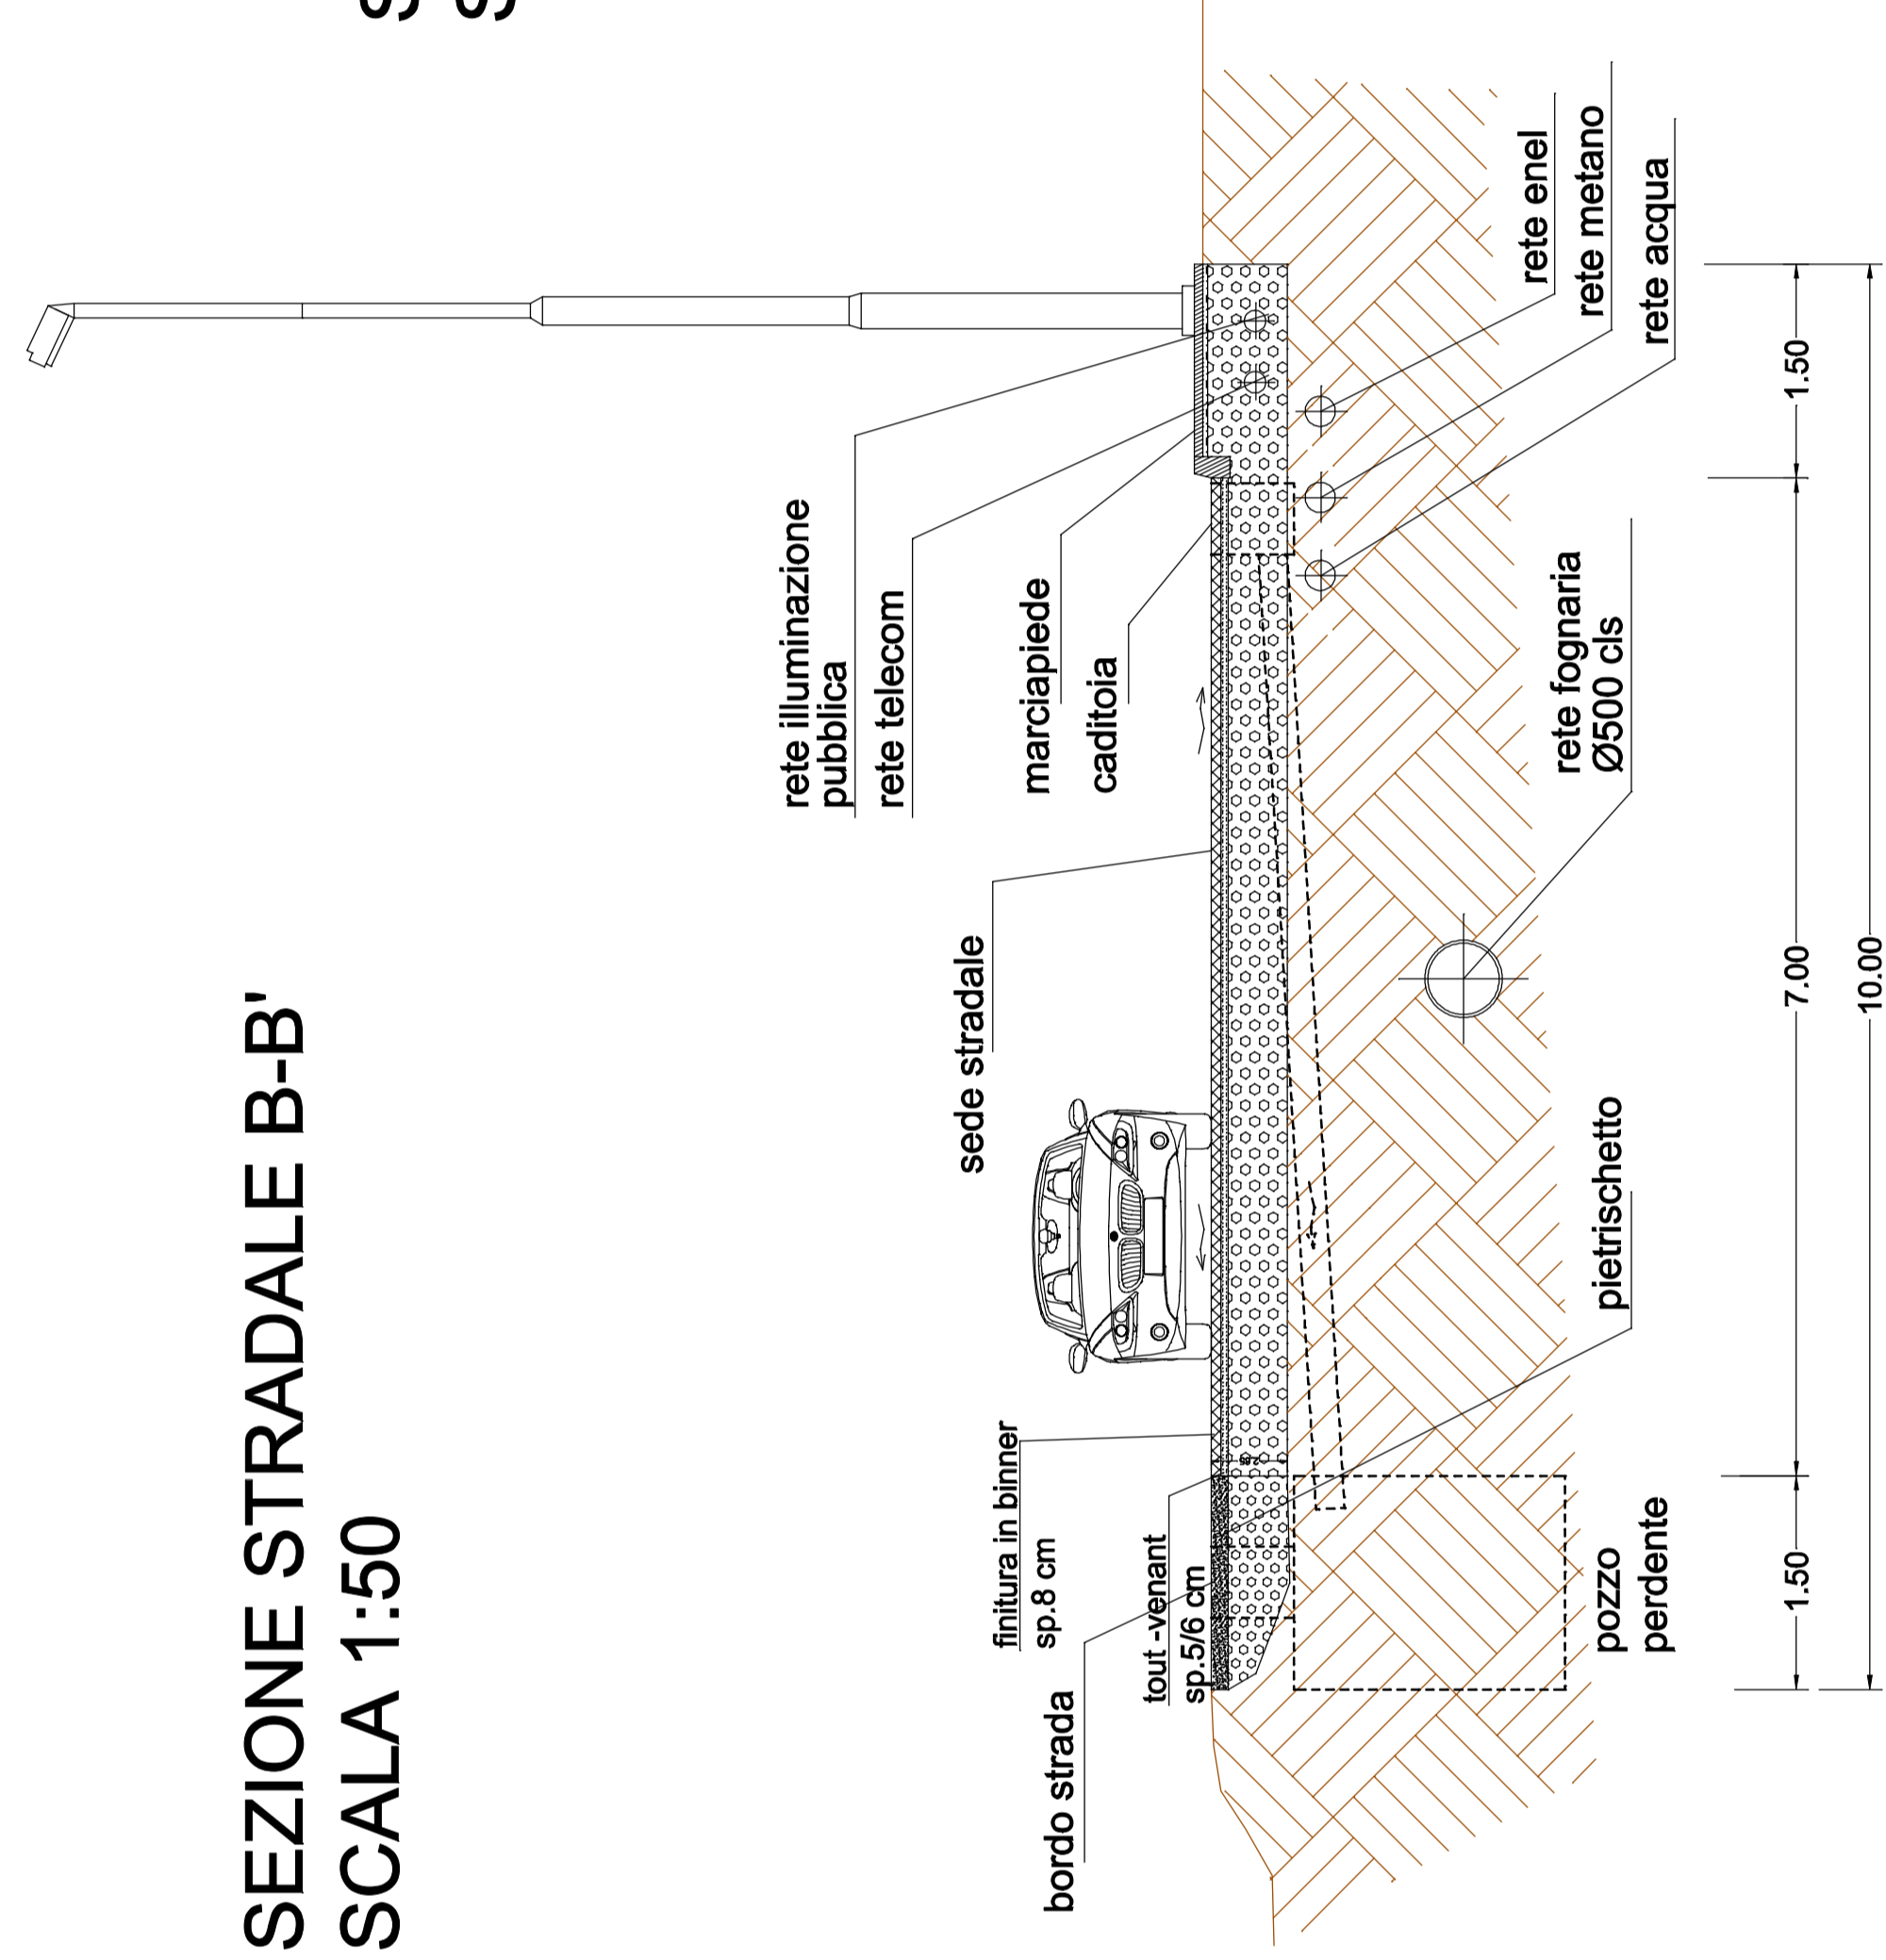 SEZIONE STRADALE B-B'
SCALA 1:50
rete illuminazione
pubblica
rete telecom
marciapiede
caditoia
sede stradale
finitura in binner
sp.8 cm
tout -venant
sp.5/6 cm
bordo strada
rete enel
rete metano
rete acqua
rete fognaria
Ø500 cls
pietrischetto
pozzo
perdente
1.50
7.00
1.50
10.00